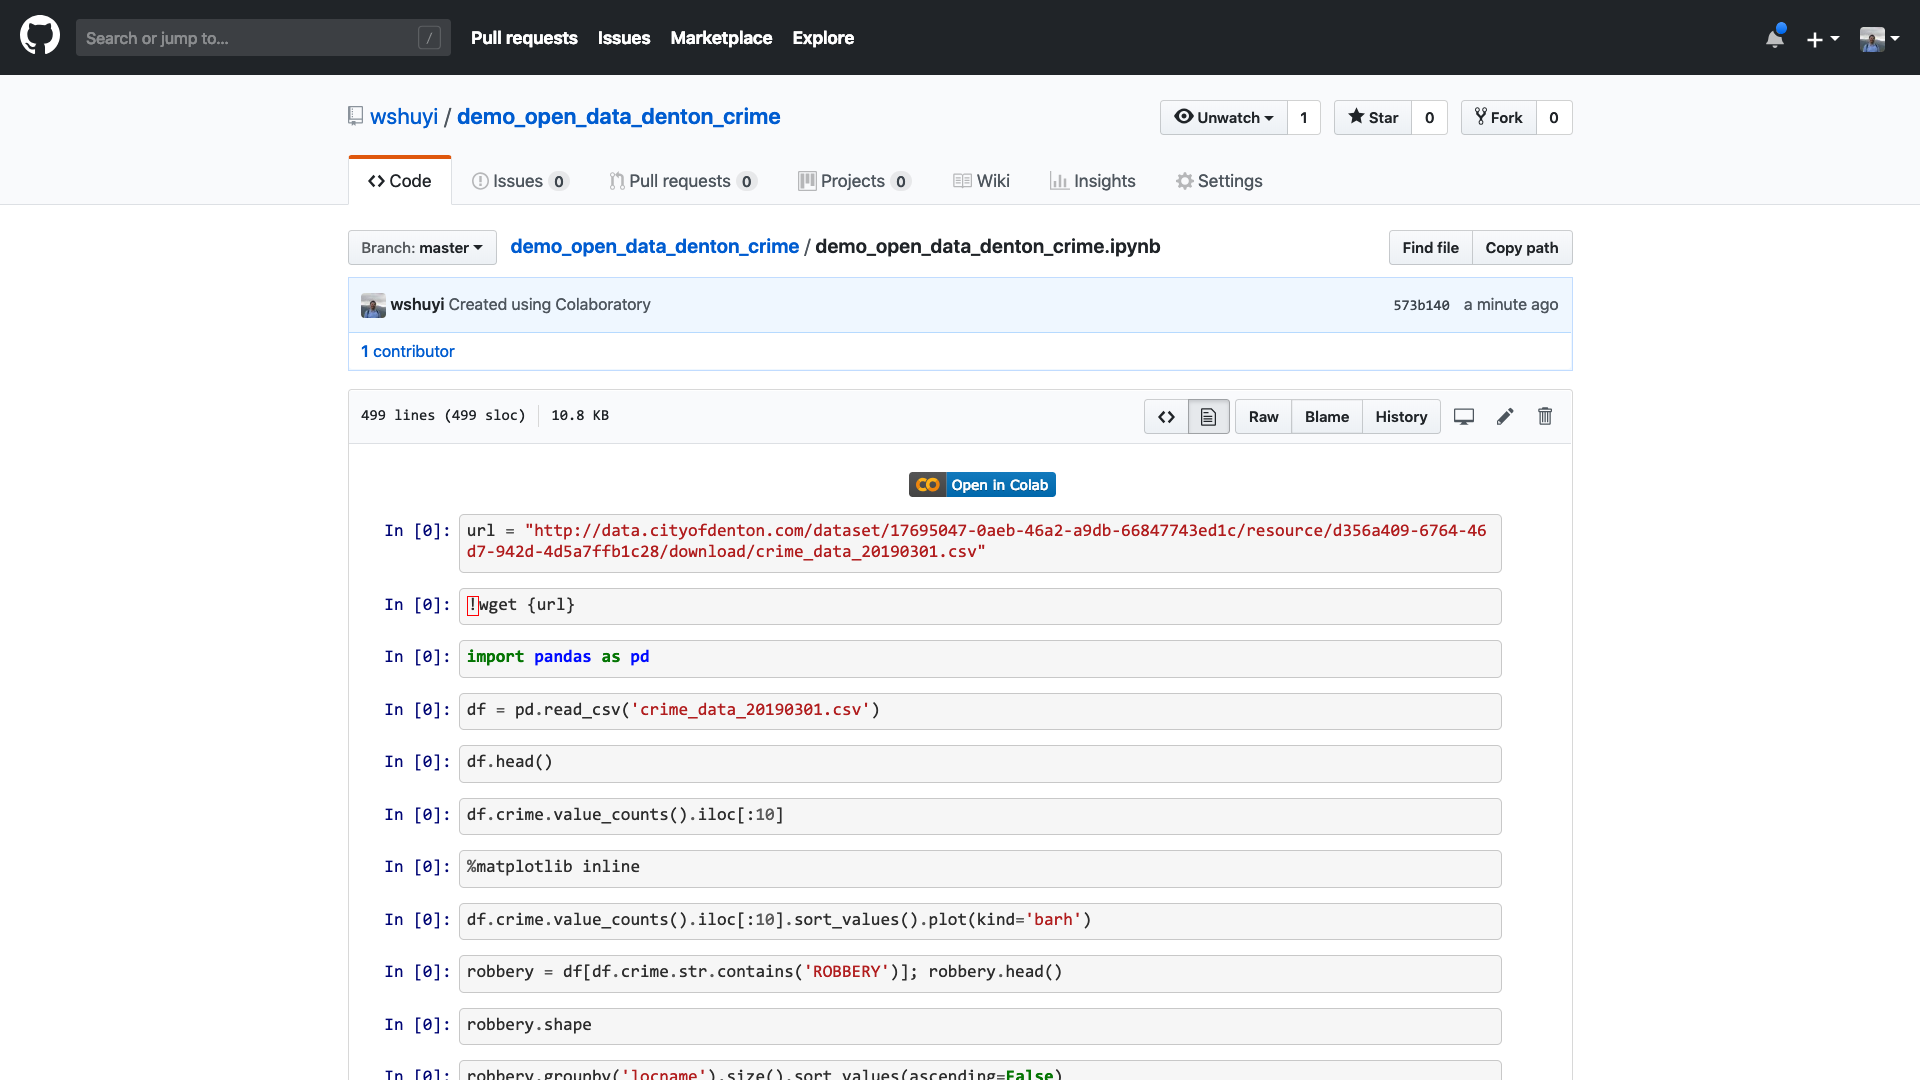 Search or jump to... /
Pull requests Issues Marketplace Explore
wshuyi / demo_open_data_denton_crime
Unwatch 1 Star 0 Fork 0
Code Issues 0 Pull requests 0 Projects 0 Wiki Insights Settings
Branch: master demo_open_data_denton_crime / demo_open_data_denton_crime.ipynb Find file Copy path
wshuyi Created using Colaboratory 573b140 a minute ago
1 contributor
499 lines (499 sloc) 10.8 KB <> Raw Blame History
CO Open in Colab
In [0]: url = "http://data.cityofdenton.com/dataset/17695047-0aeb-46a2-a9db-66847743ed1c/resource/d356a409-6764-46
d7-942d-4d5a7ffb1c28/download/crime_data_20190301.csv"
In [0]: !wget {url}
In [0]: import pandas as pd
In [0]: df = pd.read_csv('crime_data_20190301.csv')
In [0]: df.head()
In [0]: df.crime.value_counts().iloc[:10]
In [0]: %matplotlib inline
In [0]: df.crime.value_counts().iloc[:10].sort_values().plot(kind='barh')
In [0]: robbery = df[df.crime.str.contains('ROBBERY')]; robbery.head()
In [0]: robbery.shape
In [0]: robbery.groupby('locname').size().sort_values(ascending=False)